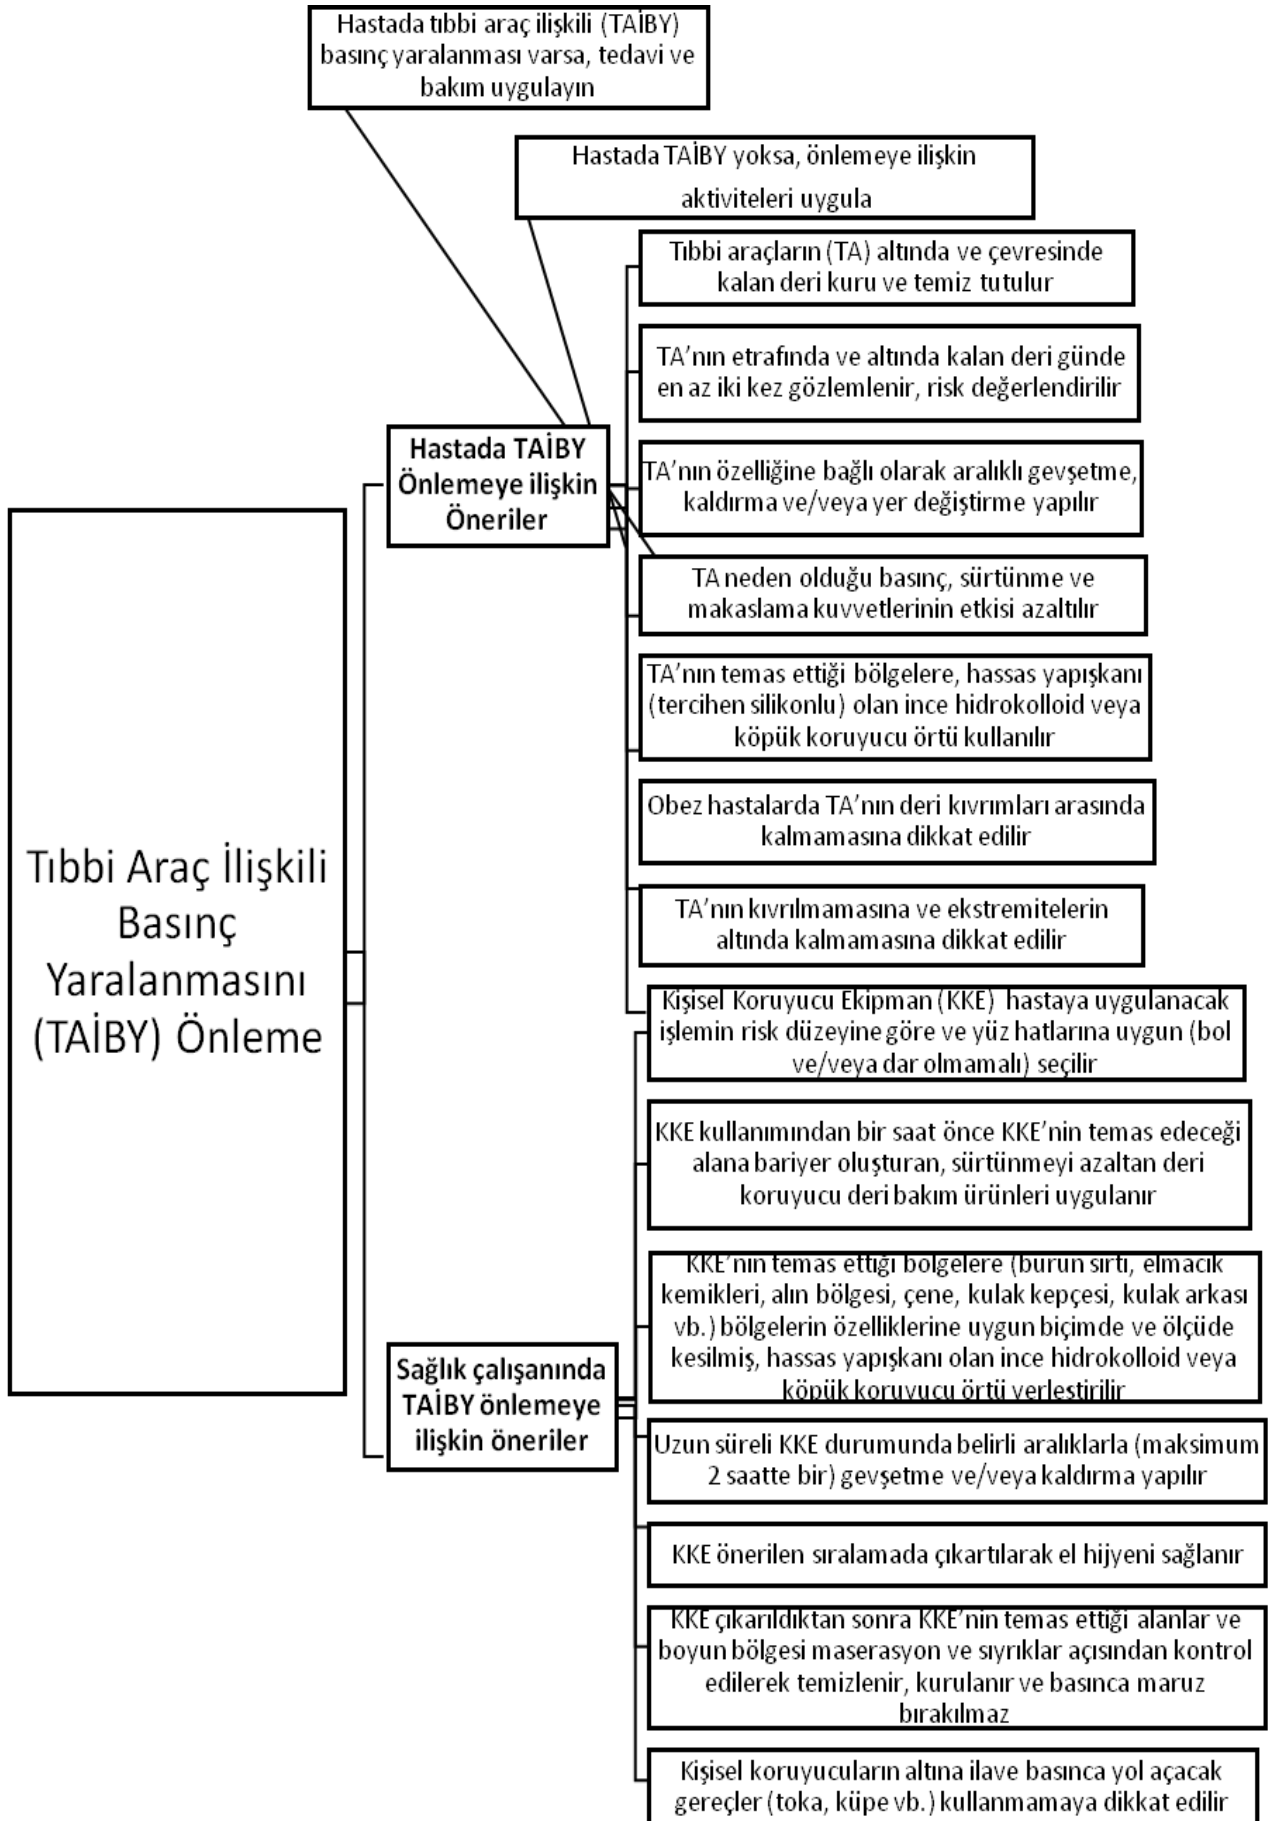 Hastada tıbbi araç ilişkili (TAİBY)
basınç yaralanması varsa, tedavi ve
bakım uygulayın
Hastada TAİBY yoksa, önlemeye ilişkin
aktiviteleri uygula
Tıbbi Araç İlişkili
Basınç
Yaralanmasını
(TAİBY) Önleme
Hastada TAİBY
Önlemeye ilişkin
Öneriler
Tıbbi araçların (TA) altında ve çevresinde
kalan deri kuru ve temiz tutulur
TA’nın etrafında ve altında kalan deri günde
en az iki kez gözlemlenir, risk değerlendirilir
TA’nın özelliğine bağlı olarak aralıklı gevşetme,
kaldırma ve/veya yer değiştirme yapılır
TA neden olduğu basınç, sürtünme ve
makaslama kuvvetlerinin etkisi azaltılır
TA’nın temas ettiği bölgelere, hassas yapışkanı
(tercihen silikonlu) olan ince hidrokolloid veya
köpük koruyucu örtü kullanılır
Obez hastalarda TA’nın deri kıvrımları arasında
kalmamasına dikkat edilir
TA’nın kıvrılmamasına ve ekstremitelerin
altında kalmamasına dikkat edilir
Sağlık çalışanında
TAİBY önlemeye
ilişkin öneriler
Kişisel Koruyucu Ekipman (KKE) hastaya uygulanacak
işlemin risk düzeyine göre ve yüz hatlarına uygun (bol
ve/veya dar olmamalı) seçilir
KKE kullanımından bir saat önce KKE’nin temas edeceği
alana bariyer oluşturan, sürtünmeyi azaltan deri
koruyucu deri bakım ürünleri uygulanır
KKE’nin temas ettiği bölgelere (burun sırtı, elmacık
kemikleri, alın bölgesi, çene, kulak kepçesi, kulak arkası
vb.) bölgelerin özelliklerine uygun biçimde ve ölçüde
kesilmiş, hassas yapışkanı olan ince hidrokolloid veya
köpük koruyucu örtü yerleştirilir
Uzun süreli KKE durumunda belirli aralıklarla (maksimum
2 saatte bir) gevşetme ve/veya kaldırma yapılır
KKE önerilen sıralamada çıkartılarak el hijyeni sağlanır
KKE çıkarıldıktan sonra KKE’nin temas ettiği alanlar ve
boyun bölgesi maserasyon ve sıyrıklar açısından kontrol
edilerek temizlenir, kurulanır ve basınca maruz
bırakılmaz
Kişisel koruyucuların altına ilave basınca yol açacak
gereçler (toka, küpe vb.) kullanmamaya dikkat edilir